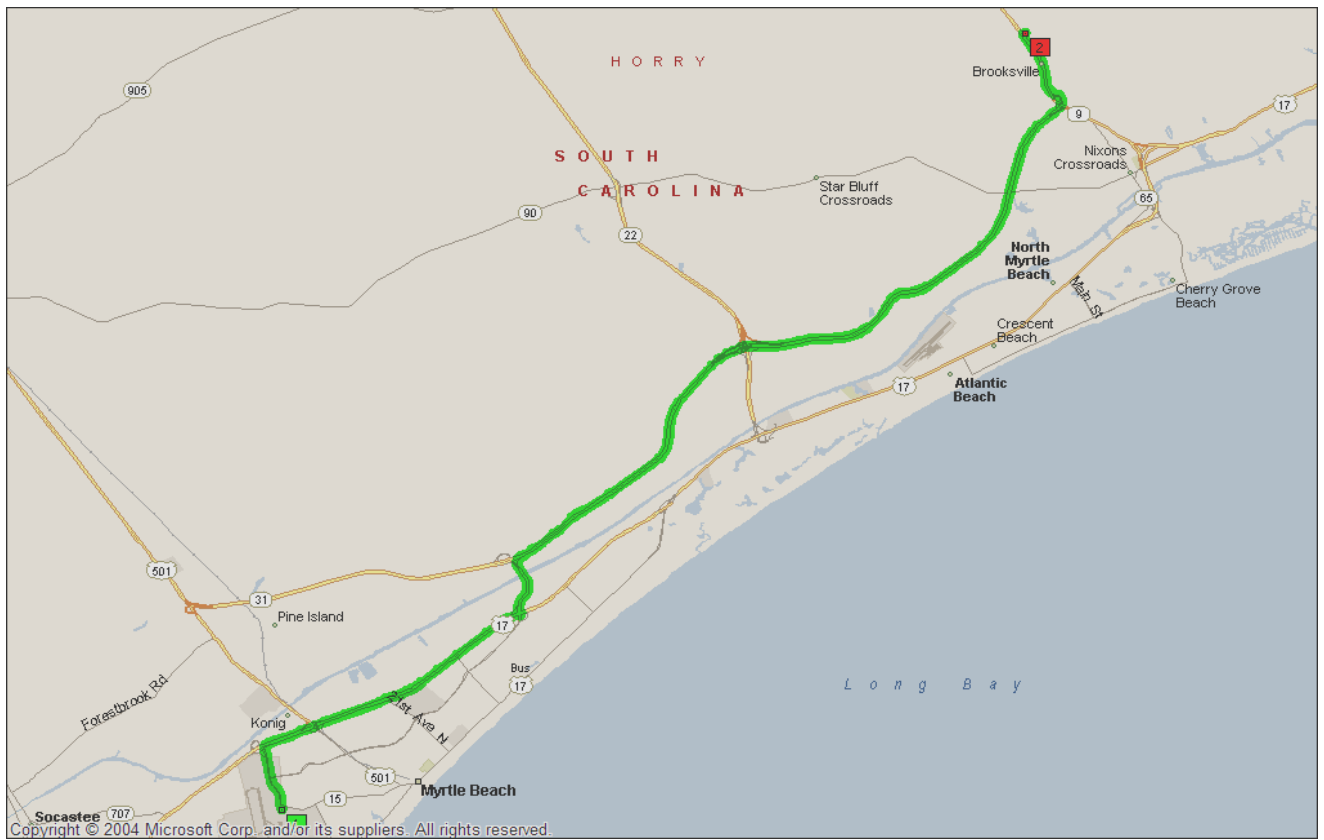 HORRY
2
Brooksville
905
17
9
SOUTH
Nixons
Crossroads
CAROLINA
Star Bluff
Crossroads
65
90
22
North
Myrtle
Beach
Main St
Cherry Grove
Beach
Crescent
Beach
17
Atlantic
Beach
501
31
Pine Island
17
Bus
17
Long Bay
Forestbrook Rd
21st Ave N
Konig
501
Myrtle Beach
15
707
Socastee
Copyright © 2004 Microsoft Corp. and/or its suppliers. All rights reserved.